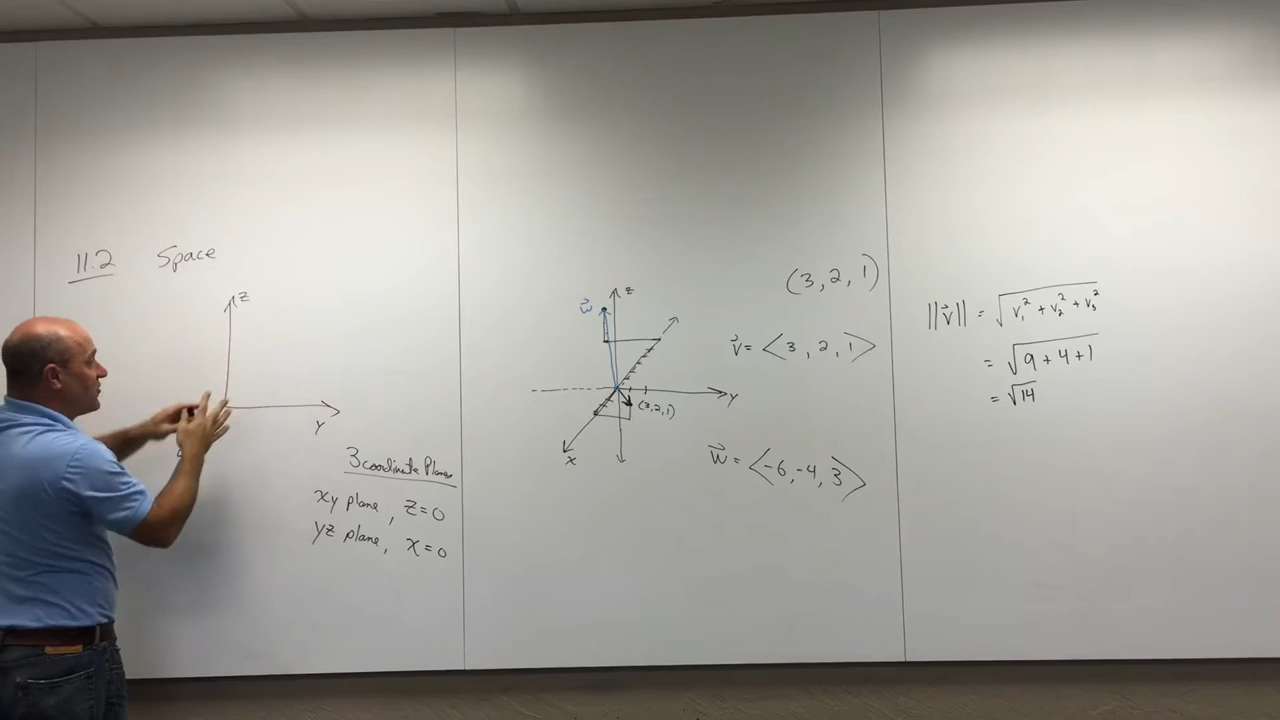 11.2 Space
z
y
3 coordinate Planes
xy plane, z=0
yz plane, x=0
w⃗
z
y
(3,2,1)
x
(3, 2, 1)
v⃗ = <3, 2, 1>
w⃗ = <-6, -4, 3>
||v⃗|| = √(v₁² + v₂² + v₃²)
= √(9 + 4 + 1)
= √14